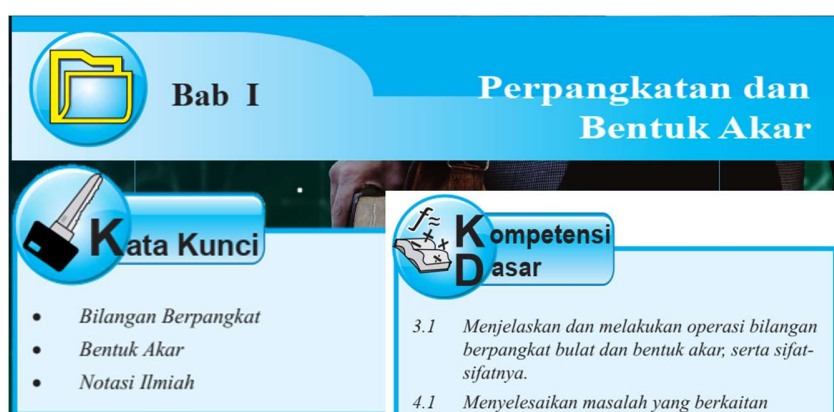 Bab I
Perpangkatan dan
Bentuk Akar
Kata Kunci
• Bilangan Berpangkat
• Bentuk Akar
• Notasi Ilmiah
Kompetensi
Dasar
3.1 Menjelaskan dan melakukan operasi bilangan
berpangkat bulat dan bentuk akar, serta sifat-
sifatnya.
4.1 Menyelesaikan masalah yang berkaitan